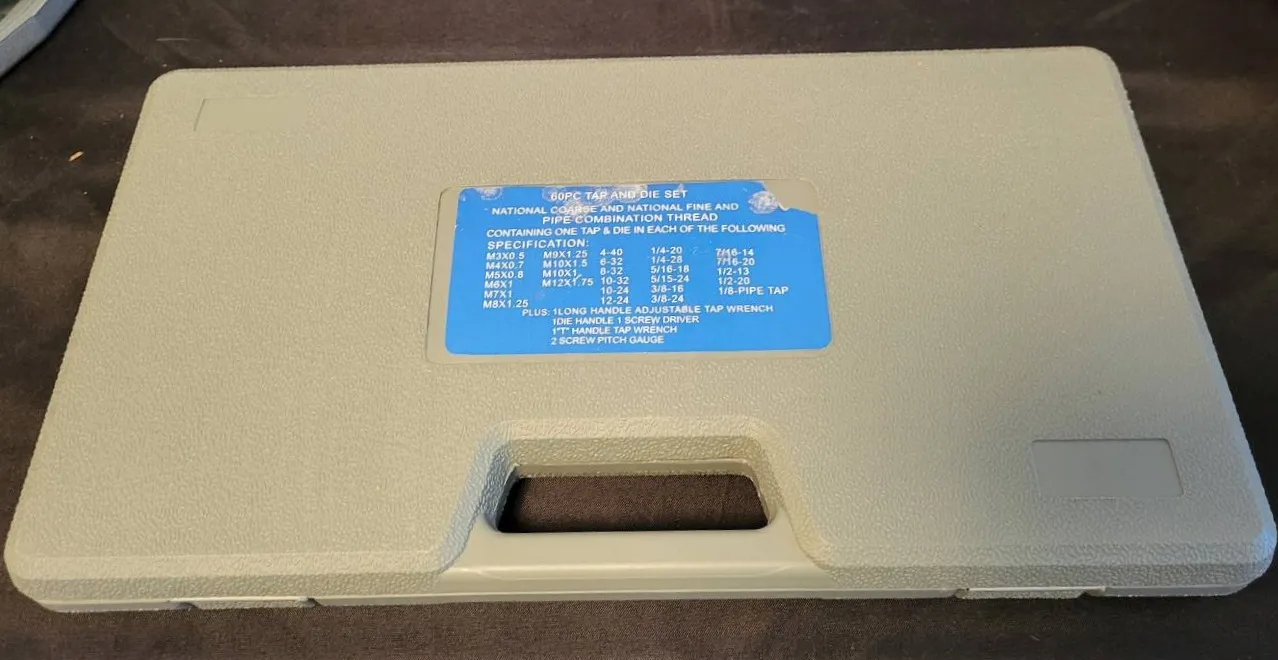 60PC TAP AND DIE SET
NATIONAL COARSE AND NATIONAL FINE AND
PIPE COMBINATION THREAD
CONTAINING ONE TAP & DIE IN EACH OF THE FOLLOWING
SPECIFICATION:
M3X0.5 M9X1.25 4-40 1/4-20 7/16-14
M4X0.7 M10X1.5 6-32 1/4-28 7/16-20
M5X0.8 M10X1 8-32 5/16-18 1/2-13
M6X1 M12X1.75 10-32 5/15-24 1/2-20
M7X1 10-24 3/8-16 1/8-PIPE TAP
M8X1.25 12-24 3/8-24
PLUS: 1LONG HANDLE ADJUSTABLE TAP WRENCH
1DIE HANDLE 1 SCREW DRIVER
1"T" HANDLE TAP WRENCH
2 SCREW PITCH GAUGE